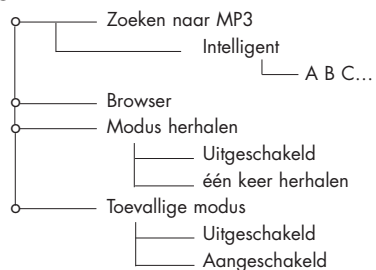 Zoeken naar MP3
Intelligent
A B C...
Browser
Modus herhalen
Uitgeschakeld
één keer herhalen
Toevallige modus
Uitgeschakeld
Aangeschakeld